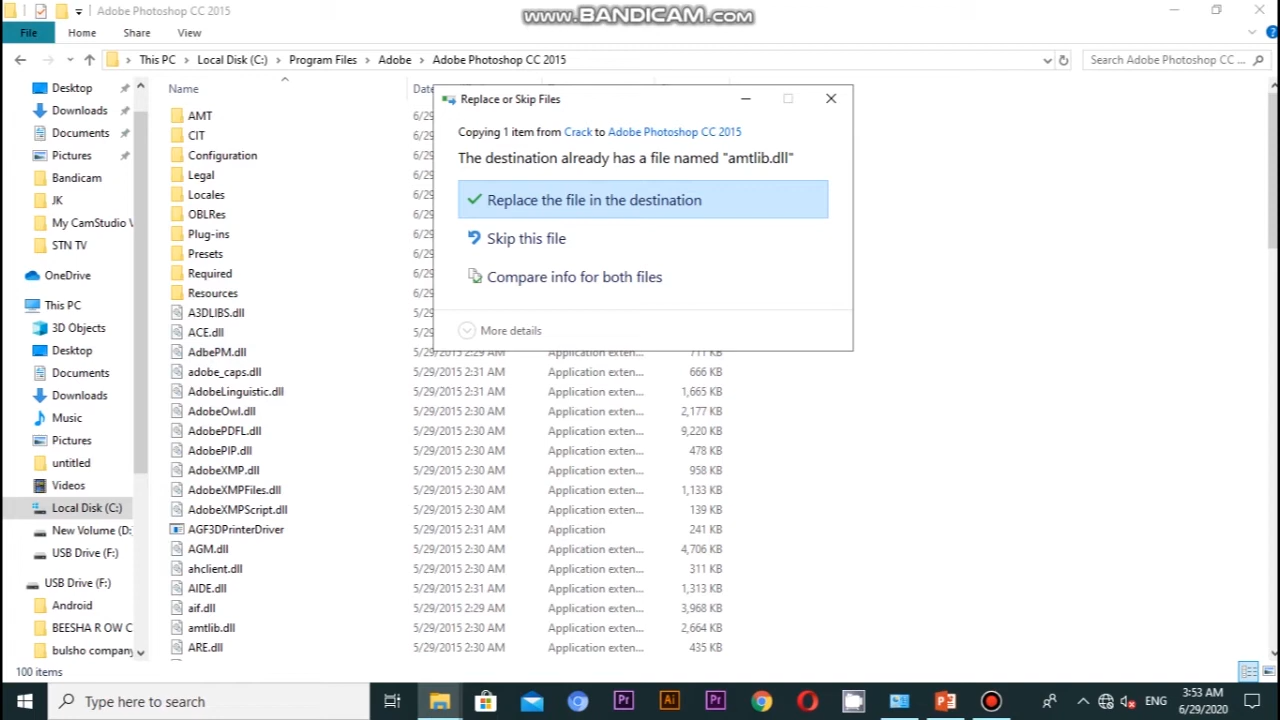 Adobe Photoshop CC 2015
www.BANDICAM.com
File Home Share View
This PC Local Disk (C:) Program Files Adobe Adobe Photoshop CC 2015
Search Adobe Photoshop CC ...
Desktop
Downloads
Documents
Pictures
Bandicam
JK
My CamStudio V
STN TV
OneDrive
This PC
3D Objects
Desktop
Documents
Downloads
Music
Pictures
untitled
Videos
Local Disk (C:)
New Volume (D:
USB Drive (F:)
USB Drive (F:)
Android
BEESHA R OW C
bulsho company
Name Date
AMT 6/29
CIT 6/29
Configuration 6/29
Legal 6/29
Locales 6/29
OBLRes 6/29
Plug-ins 6/29
Presets 6/29
Required 6/29
Resources 6/29
A3DLIBS.dll 5/29
ACE.dll 5/29
AdbePM.dll 5/29/2015 2:29 AM Application exten... 711 KB
adobe_caps.dll 5/29/2015 2:31 AM Application exten... 666 KB
AdobeLinguistic.dll 5/29/2015 2:31 AM Application exten... 1,665 KB
AdobeOwl.dll 5/29/2015 2:30 AM Application exten... 2,177 KB
AdobePDFL.dll 5/29/2015 2:30 AM Application exten... 9,220 KB
AdobePIP.dll 5/29/2015 2:30 AM Application exten... 478 KB
AdobeXMP.dll 5/29/2015 2:30 AM Application exten... 958 KB
AdobeXMPFiles.dll 5/29/2015 2:30 AM Application exten... 1,133 KB
AdobeXMPScript.dll 5/29/2015 2:30 AM Application exten... 139 KB
AGF3DPrinterDriver 5/29/2015 2:31 AM Application 241 KB
AGM.dll 5/29/2015 2:30 AM Application exten... 4,706 KB
ahclient.dll 5/29/2015 2:30 AM Application exten... 311 KB
AIDE.dll 5/29/2015 2:31 AM Application exten... 1,313 KB
aif.dll 5/29/2015 2:29 AM Application exten... 3,968 KB
amtlib.dll 5/29/2015 2:30 AM Application exten... 2,664 KB
ARE.dll 5/29/2015 2:30 AM Application exten... 435 KB
Replace or Skip Files
Copying 1 item from Crack to Adobe Photoshop CC 2015
The destination already has a file named "amtlib.dll"
Replace the file in the destination
Skip this file
Compare info for both files
More details
100 items
Type here to search
Pr Ai Pr
ENG
3:53 AM
6/29/2020